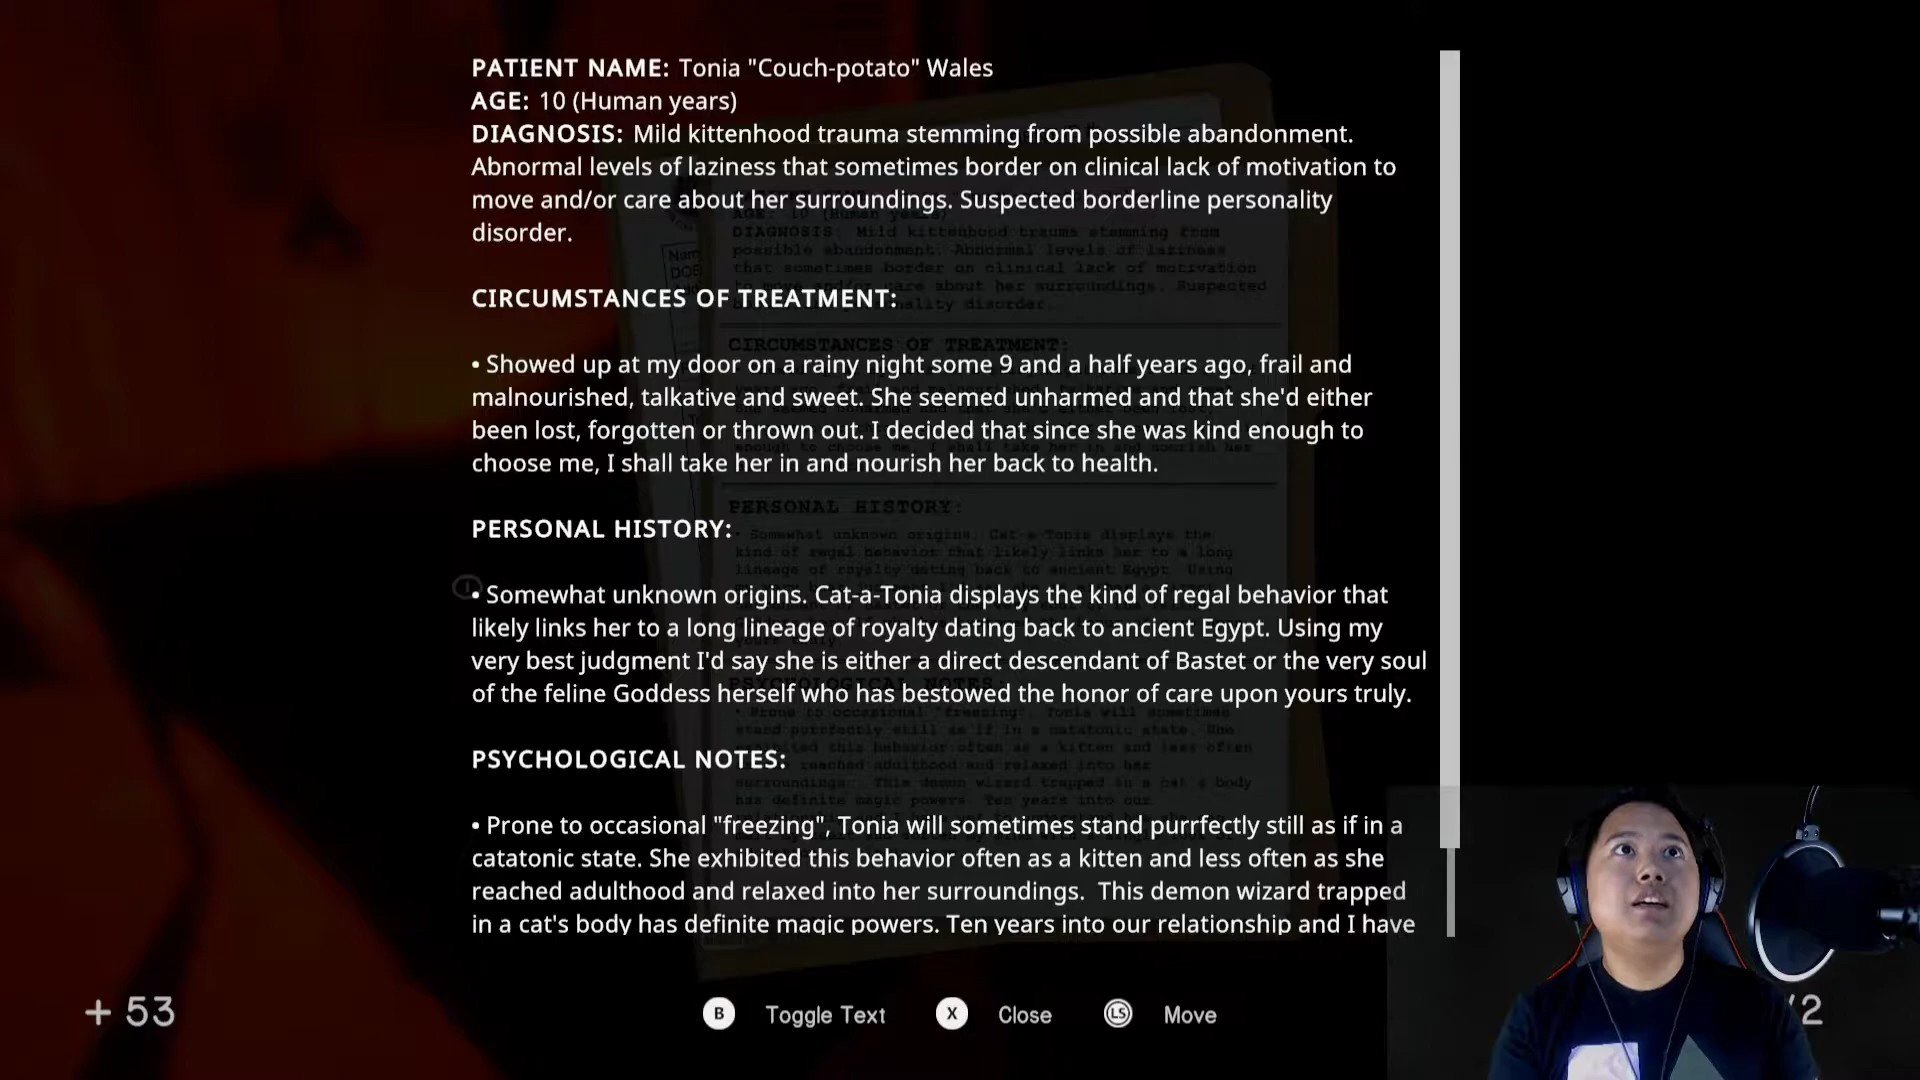 PATIENT NAME: Tonia "Couch-potato" Wales
AGE: 10 (Human years)
DIAGNOSIS: Mild kittenhood trauma stemming from possible abandonment.
Abnormal levels of laziness that sometimes border on clinical lack of motivation to
move and/or care about her surroundings. Suspected borderline personality
disorder.
CIRCUMSTANCES OF TREATMENT:
• Showed up at my door on a rainy night some 9 and a half years ago, frail and
malnourished, talkative and sweet. She seemed unharmed and that she'd either
been lost, forgotten or thrown out. I decided that since she was kind enough to
choose me, I shall take her in and nourish her back to health.
PERSONAL HISTORY:
• Somewhat unknown origins. Cat-a-Tonia displays the kind of regal behavior that
likely links her to a long lineage of royalty dating back to ancient Egypt. Using my
very best judgment I'd say she is either a direct descendant of Bastet or the very soul
of the feline Goddess herself who has bestowed the honor of care upon yours truly.
PSYCHOLOGICAL NOTES:
• Prone to occasional "freezing", Tonia will sometimes stand purrfectly still as if in a
catatonic state. She exhibited this behavior often as a kitten and less often as she
reached adulthood and relaxed into her surroundings. This demon wizard trapped
in a cat's body has definite magic powers. Ten years into our relationship and I have
+ 53
B Toggle Text X Close LS Move
/2